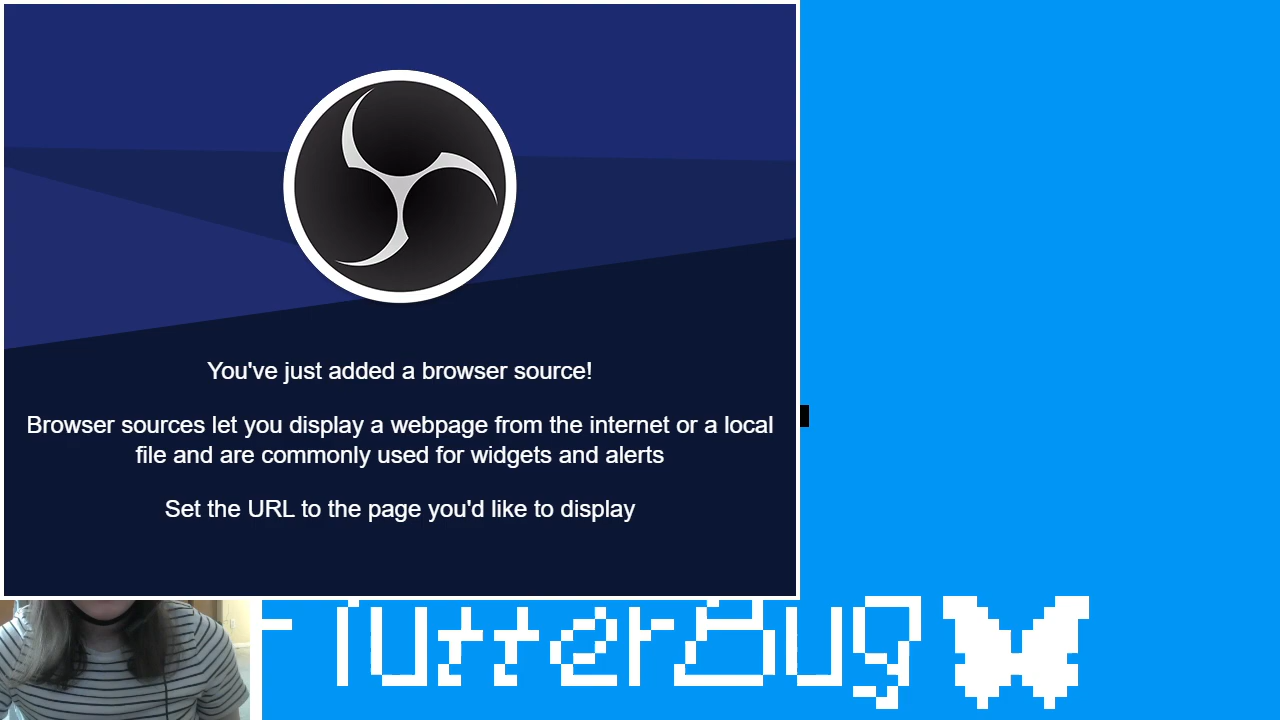 You've just added a browser source!
Browser sources let you display a webpage from the internet or a local
file and are commonly used for widgets and alerts
Set the URL to the page you'd like to display
FlutterBug